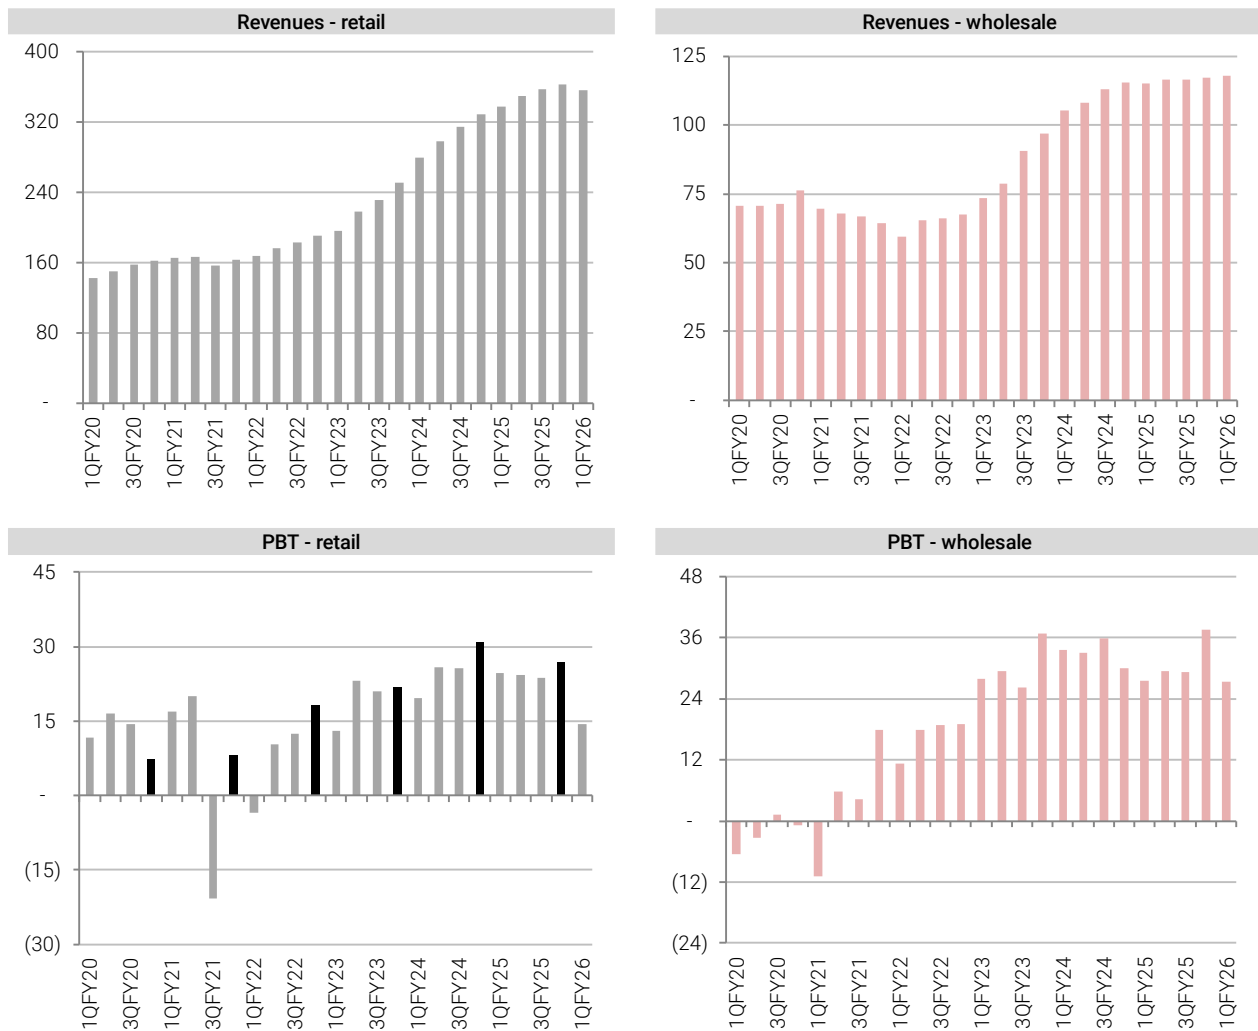 Revenues - retail
400
320
240
160
80
-
1QFY20
3QFY20
1QFY21
3QFY21
1QFY22
3QFY22
1QFY23
3QFY23
1QFY24
3QFY24
1QFY25
3QFY25
1QFY26
Revenues - wholesale
125
100
75
50
25
-
1QFY20
3QFY20
1QFY21
3QFY21
1QFY22
3QFY22
1QFY23
3QFY23
1QFY24
3QFY24
1QFY25
3QFY25
1QFY26
PBT - retail
45
30
15
-
(15)
(30)
1QFY20
3QFY20
1QFY21
3QFY21
1QFY22
3QFY22
1QFY23
3QFY23
1QFY24
3QFY24
1QFY25
3QFY25
1QFY26
PBT - wholesale
48
36
24
12
-
(12)
(24)
1QFY20
3QFY20
1QFY21
3QFY21
1QFY22
3QFY22
1QFY23
3QFY23
1QFY24
3QFY24
1QFY25
3QFY25
1QFY26